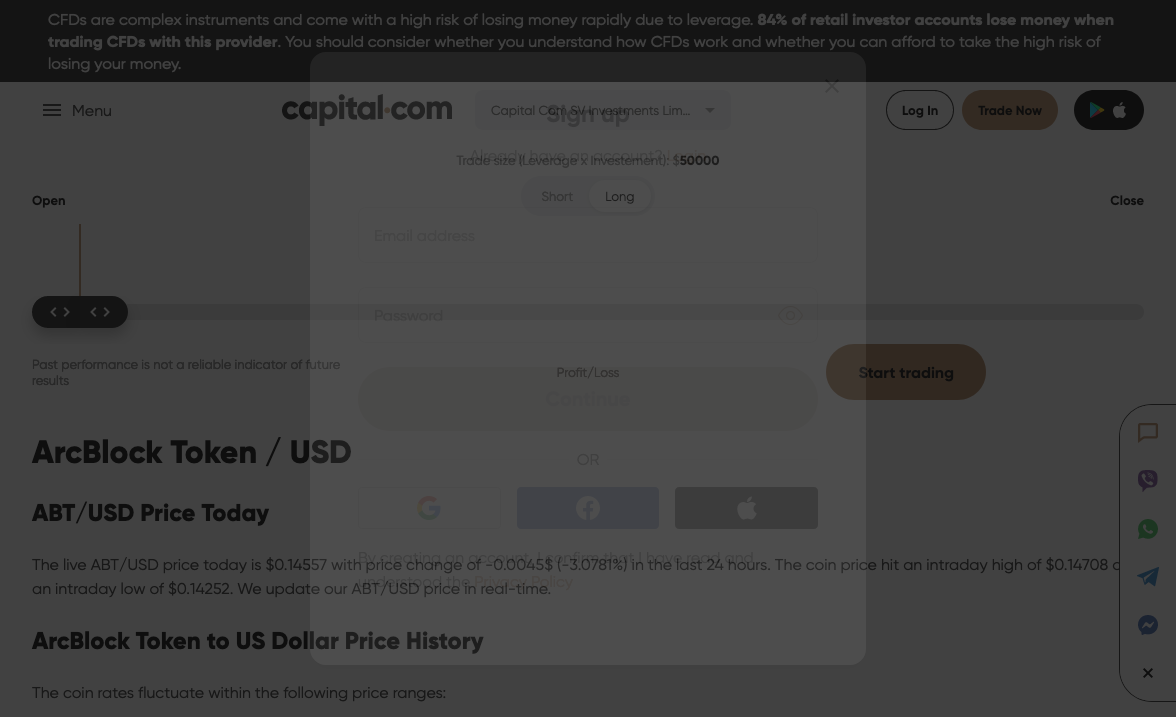 CFDs are complex instruments and come with a high risk of losing money rapidly due to leverage. 84% of retail investor accounts lose money when
trading CFDs with this provider. You should consider whether you understand how CFDs work and whether you can afford to take the high risk of
losing your money.
Menu
capital.com
Capital Com SV Investments Lim...
Log In
Trade Now
Sign up
Already have an account?
Trade size (Leverage x Investement): $50000
Short
Long
Open
Close
Email address
Password
Past performance is not a reliable indicator of future
results
Profit/Loss
Start trading
Continue
ArcBlock Token / USD
OR
ABT/USD Price Today
By creating an account, I confirm that I have read and
understood the Privacy Policy
The live ABT/USD price today is $0.14557 with price change of -0.0045$ (-3.0781%) in the last 24 hours. The coin price hit an intraday high of $0.14708
an intraday low of $0.14252. We update our ABT/USD price in real-time.
ArcBlock Token to US Dollar Price History
The coin rates fluctuate within the following price ranges: